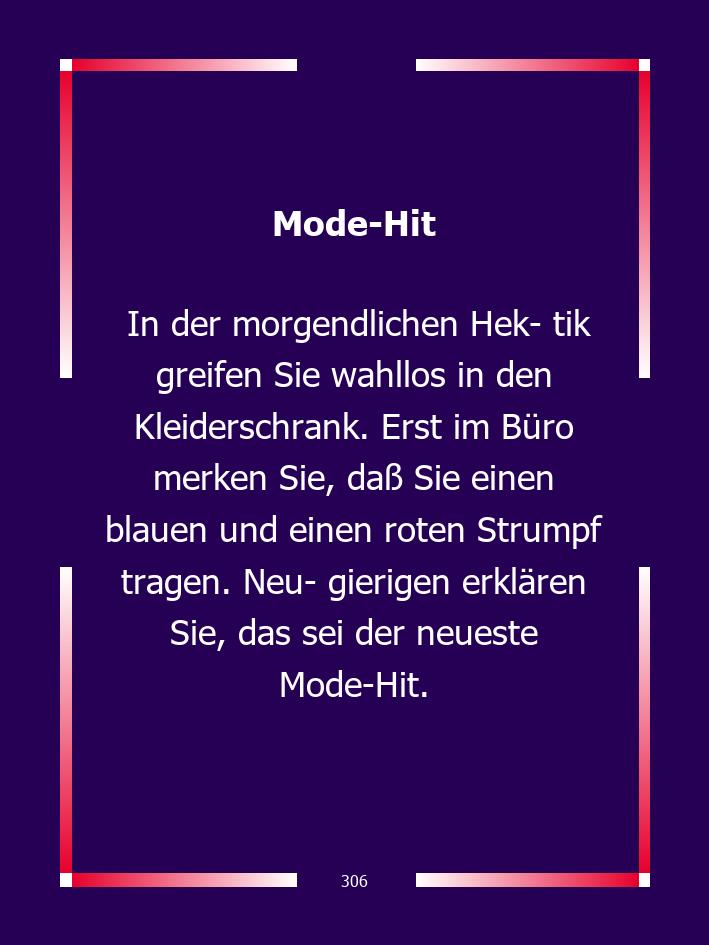 Mode-Hit
In der morgendlichen Hek- tik
greifen Sie wahllos in den
Kleiderschrank. Erst im Büro
merken Sie, daß Sie einen
blauen und einen roten Strumpf
tragen. Neu- gierigen erklären
Sie, das sei der neueste
Mode-Hit.
306